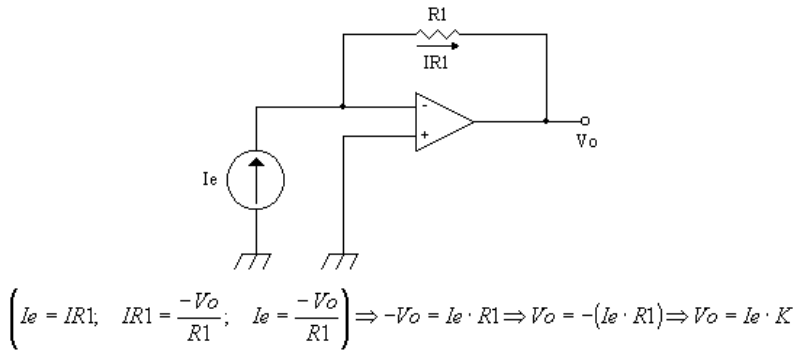 R1
IR1
-
+
Vo
Ie
(Ie = IR1; IR1 = -Vo/R1; Ie = -Vo/R1) ⇒ -Vo = Ie · R1 ⇒ Vo = -(Ie · R1) ⇒ Vo = Ie · K